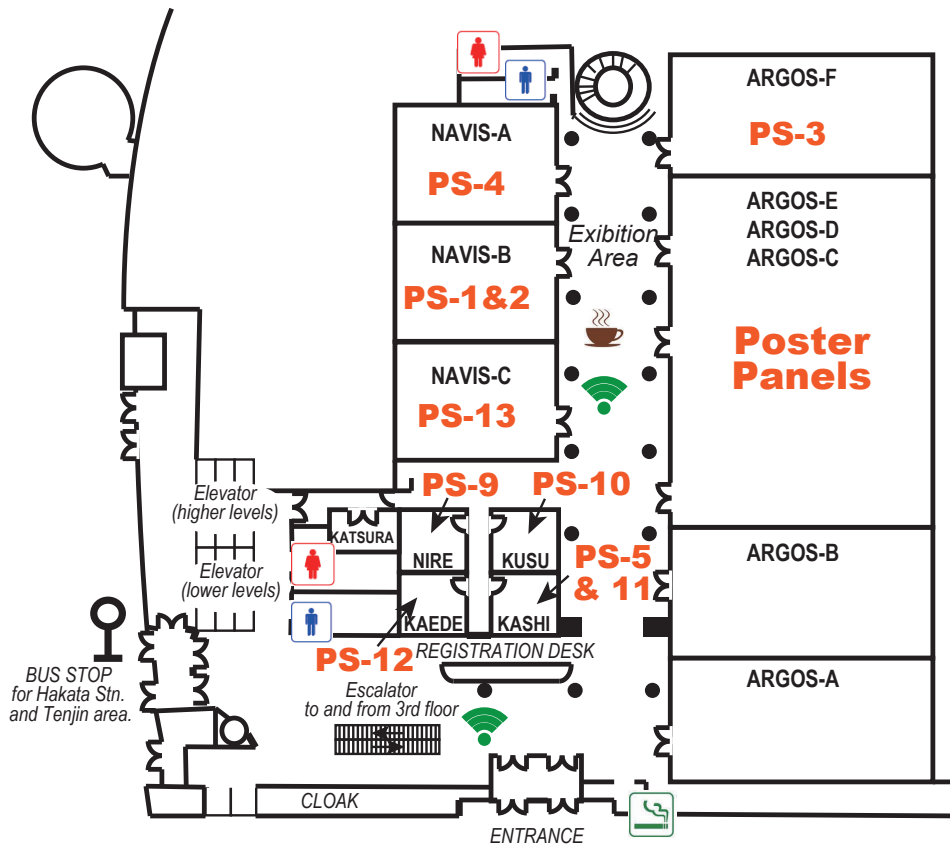 ARGOS-F
PS-3
NAVIS-A
PS-4
ARGOS-E
ARGOS-D
ARGOS-C
Exibition
Area
NAVIS-B
PS-1&2
Poster
Panels
NAVIS-C
PS-13
PS-9
PS-10
Elevator
(higher levels)
KATSURA
NIRE
KUSU
PS-5
& 11
ARGOS-B
Elevator
(lower levels)
KAEDE
KASHI
PS-12
REGISTRATION DESK
BUS STOP
for Hakata Stn.
and Tenjin area.
Escalator
to and from 3rd floor
ARGOS-A
CLOAK
ENTRANCE